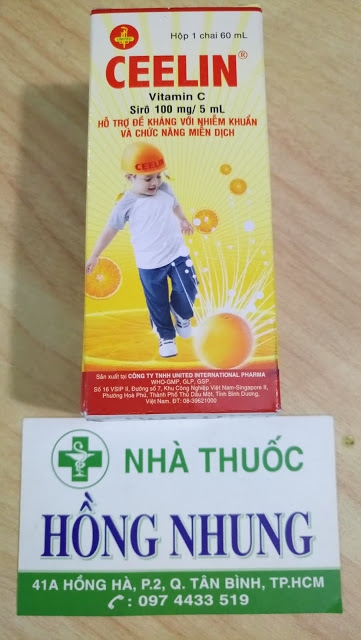 Hộp 1 chai 60 mL
CEELIN®
Vitamin C
Sirô 100 mg/ 5 mL
HỖ TRỢ ĐỀ KHÁNG VỚI NHIỄM KHUẨN
VÀ CHỨC NĂNG MIỄN DỊCH
CEELIN
Sản xuất tại CÔNG TY TNHH UNITED INTERNATIONAL PHARMA
WHO-GMP, GLP, GSP
Số 16 VSIP II, Đường số 7, Khu Công Nghiệp Việt Nam-Singapore II,
Phường Hoà Phú, Thành Phố Thủ Dầu Một, Tỉnh Bình Dương,
Việt Nam. ĐT: 08-39621000
NHÀ THUỐC
HỒNG NHUNG
41A HỒNG HÀ, P.2, Q. TÂN BÌNH, TP.HCM
: 097 4433 519